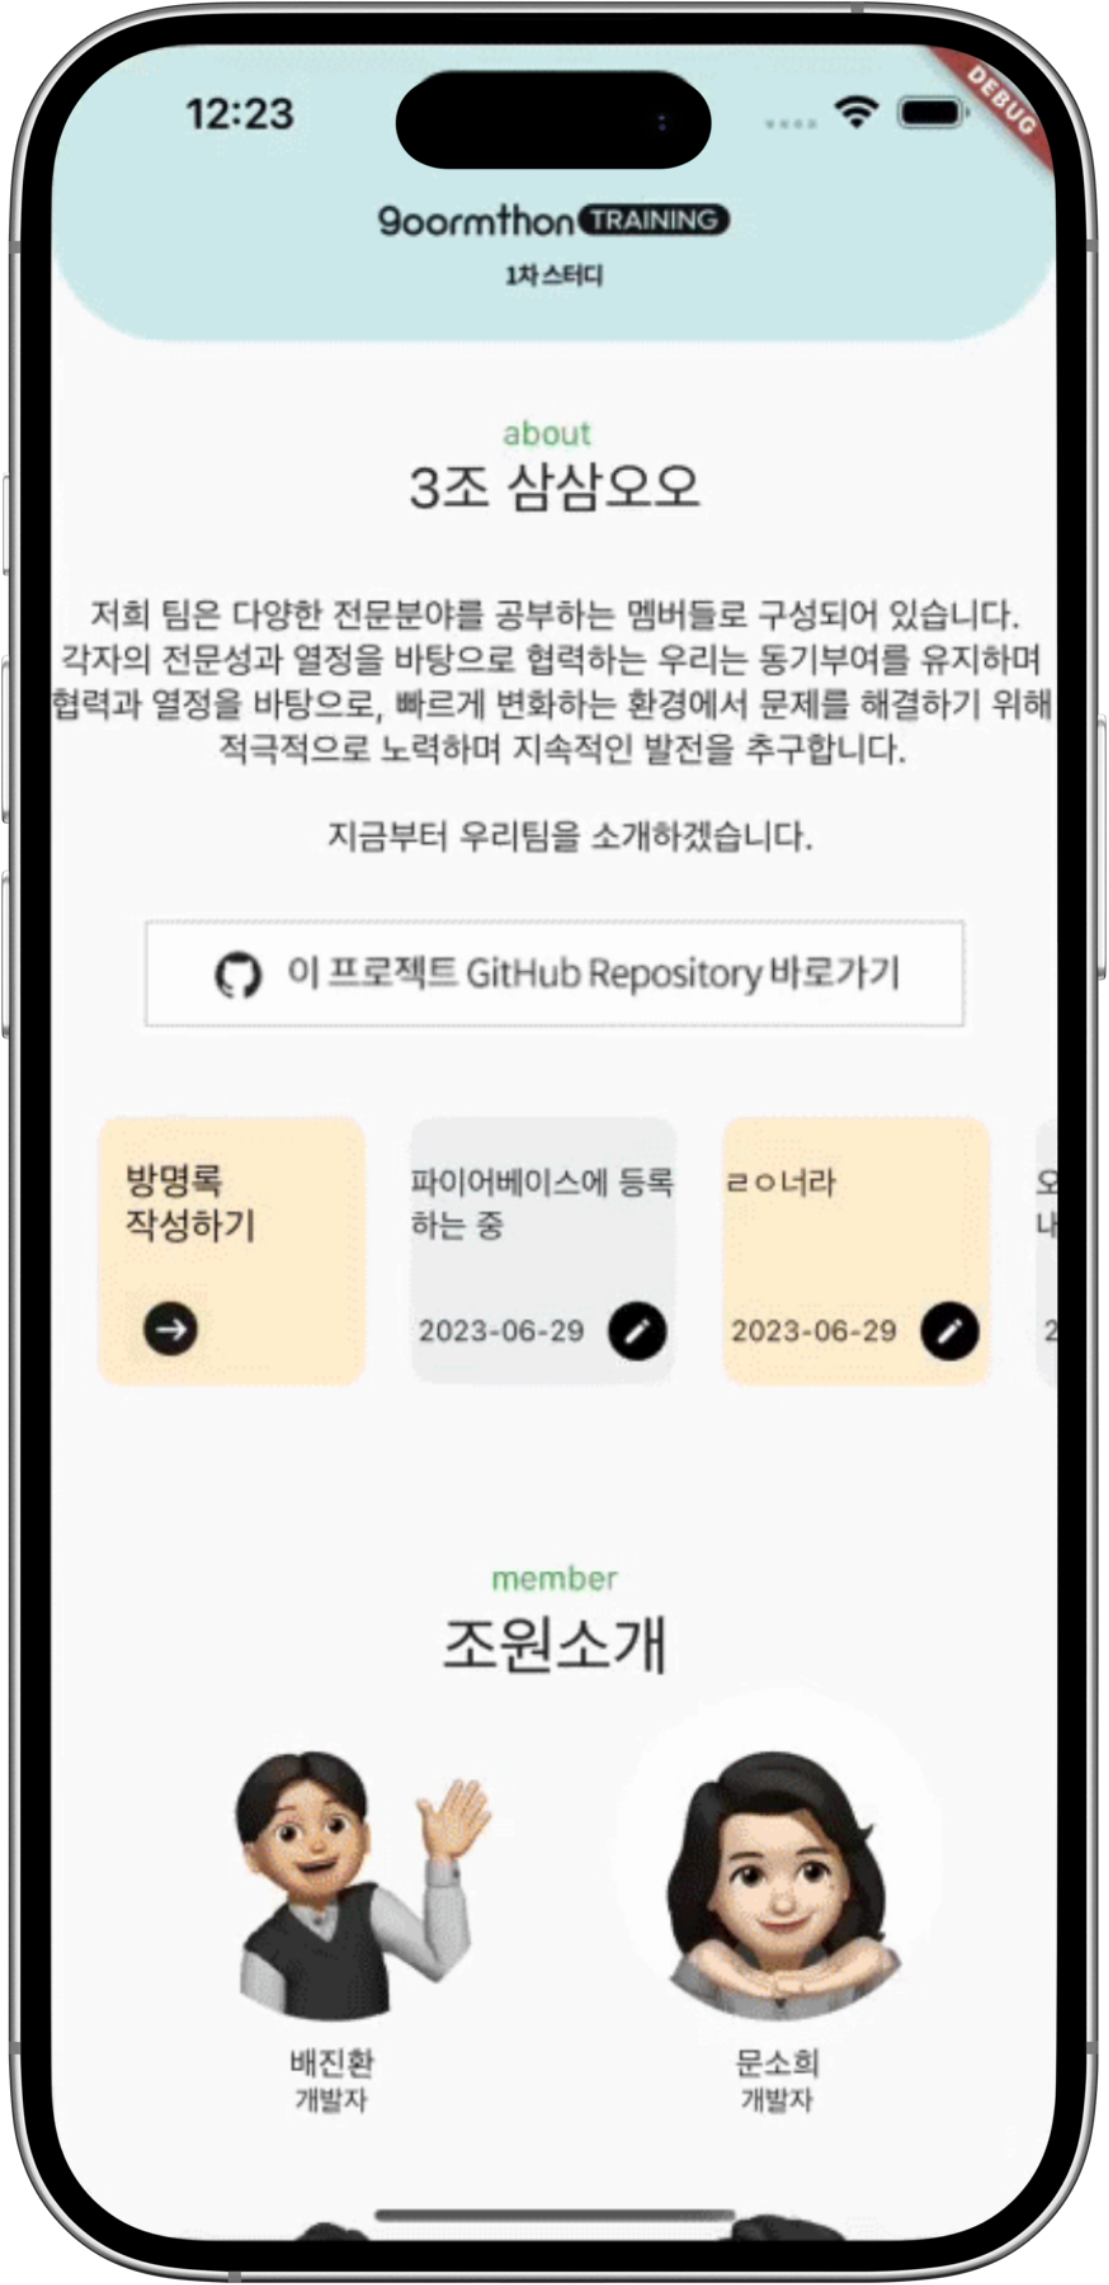 12:23
DEBUG
9oormthon TRAINING
1차 스터디
about
3조 삼삼오오
저희 팀은 다양한 전문분야를 공부하는 멤버들로 구성되어 있습니다.
각자의 전문성과 열정을 바탕으로 협력하는 우리는 동기부여를 유지하며
협력과 열정을 바탕으로, 빠르게 변화하는 환경에서 문제를 해결하기 위해
적극적으로 노력하며 지속적인 발전을 추구합니다.
지금부터 우리팀을 소개하겠습니다.
이 프로젝트 GitHub Repository 바로가기
방명록
작성하기
파이어베이스에 등록
하는 중
2023-06-29
ㄹㅇ너라
2023-06-29
오
내
2
member
조원소개
배진환
개발자
문소희
개발자